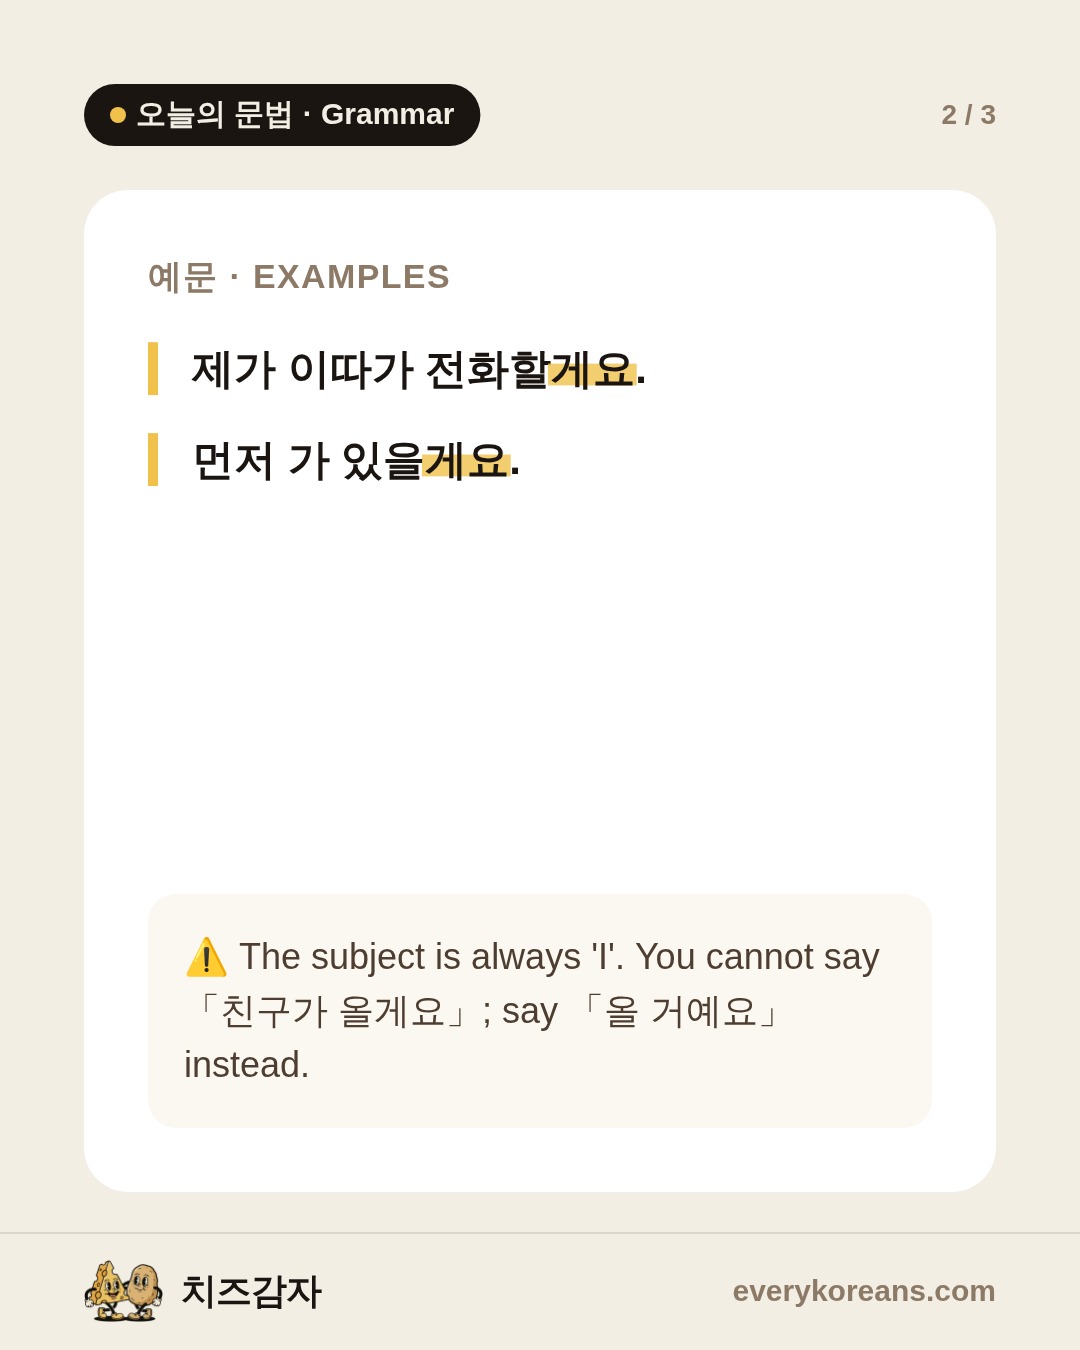 오늘의 문법 · Grammar
2 / 3
예문 · EXAMPLES
제가 이따가 전화할게요.
먼저 가 있을게요.
⚠️ The subject is always 'I'. You cannot say
「친구가 올게요」; say 「올 거예요」
instead.
치즈감자
everykoreans.com